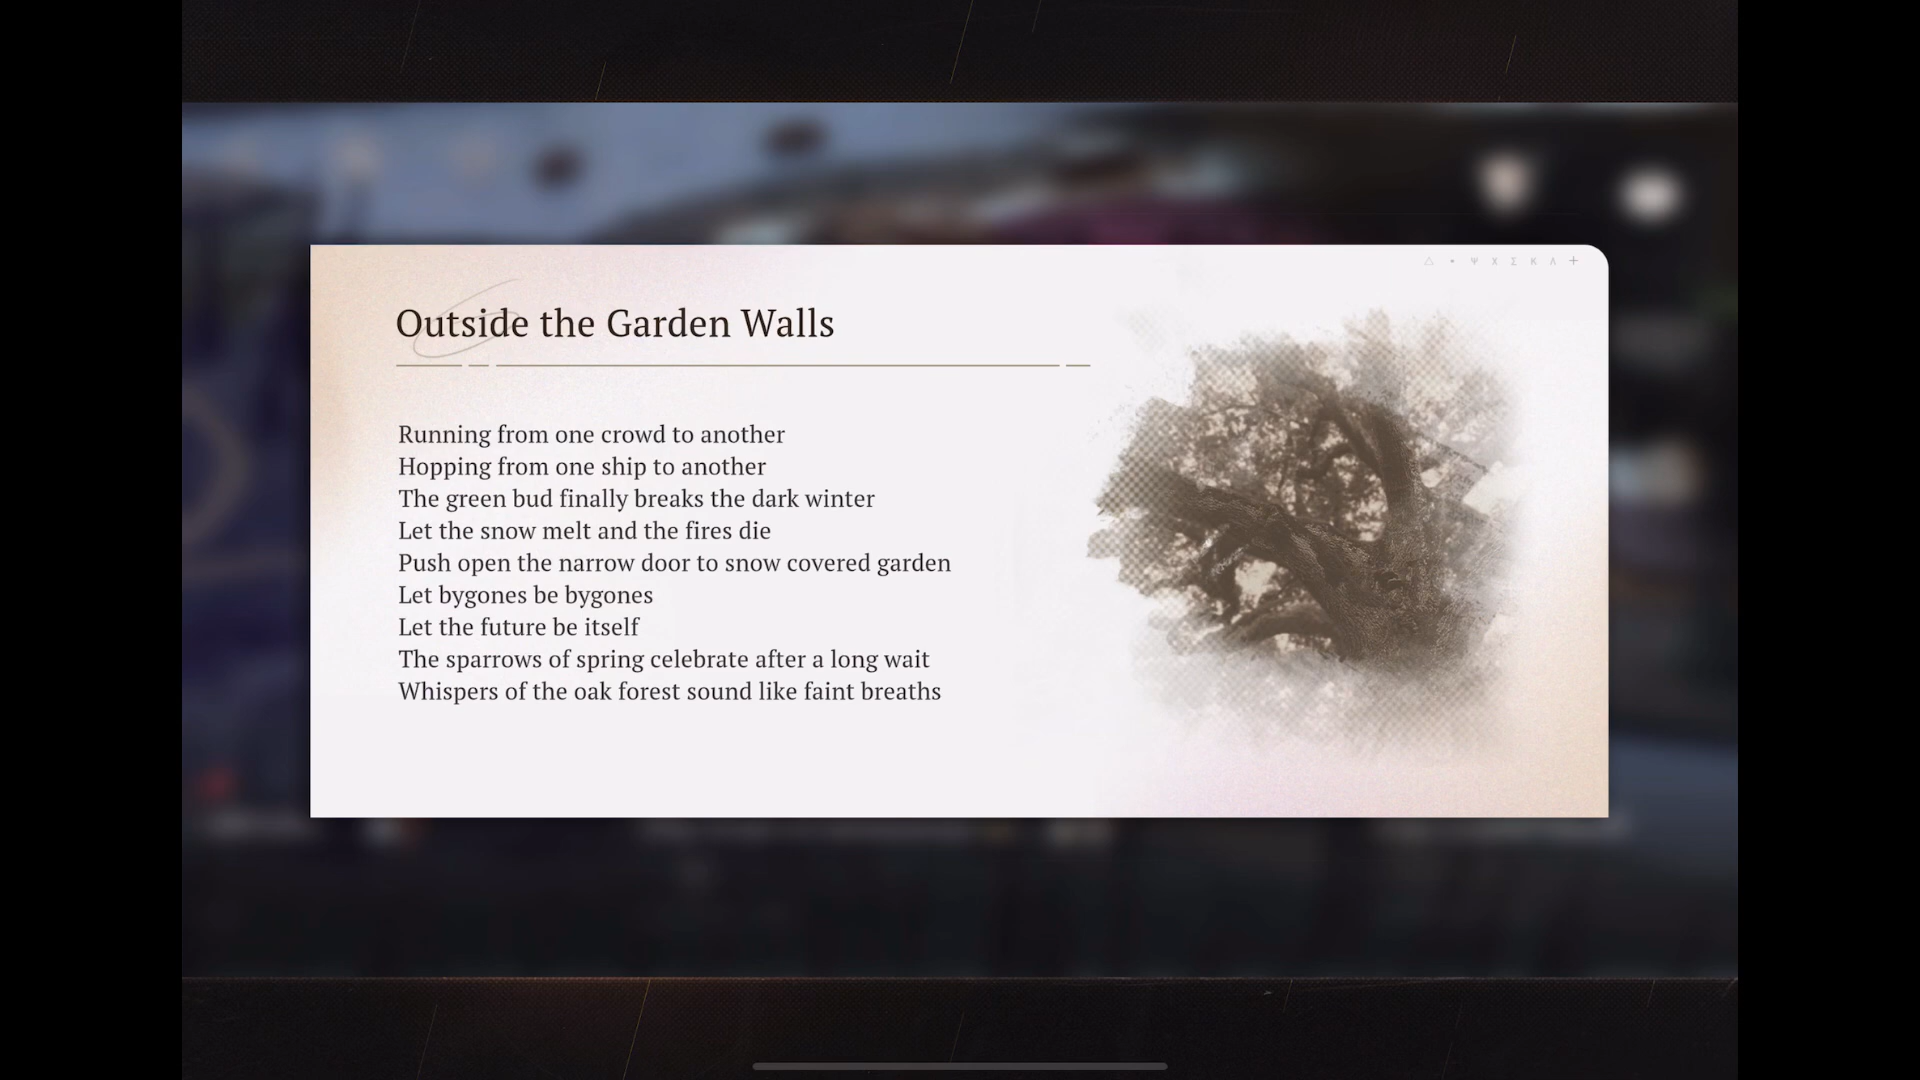 △ • Ψ Χ Σ Κ Λ +
Outside the Garden Walls
Running from one crowd to another
Hopping from one ship to another
The green bud finally breaks the dark winter
Let the snow melt and the fires die
Push open the narrow door to snow covered garden
Let bygones be bygones
Let the future be itself
The sparrows of spring celebrate after a long wait
Whispers of the oak forest sound like faint breaths